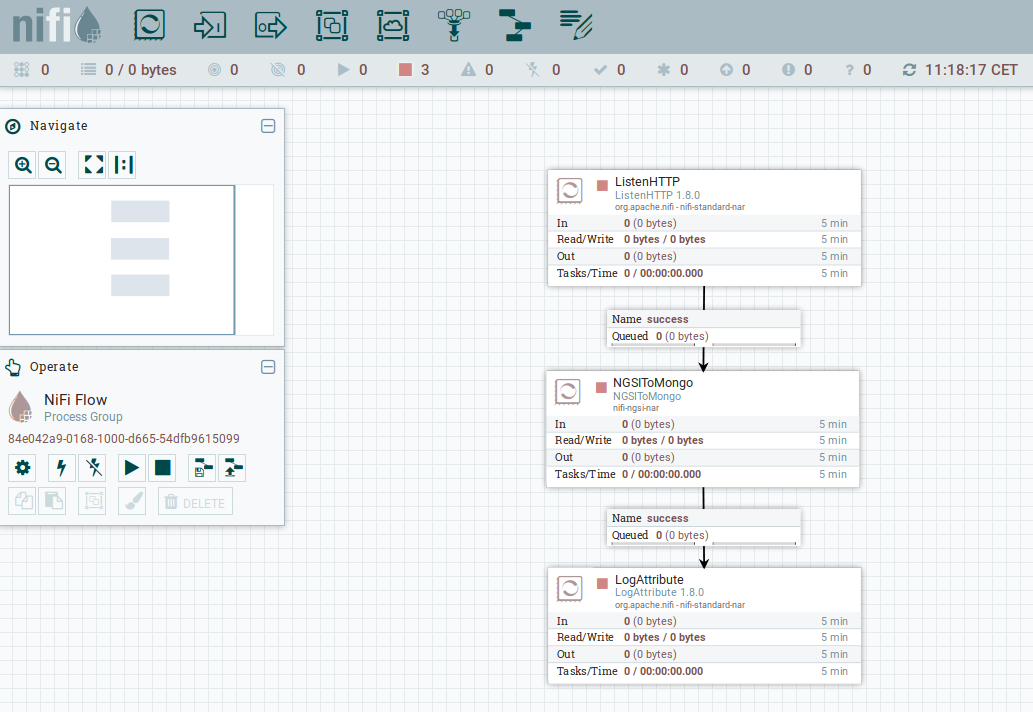 nifi
0 0 / 0 bytes 0 0 0 3 0 0 0 0 0 0 ? 0 11:18:17 CET
Navigate
Operate
NiFi Flow
Process Group
84e042a9-0168-1000-d665-54dfb9615099
DELETE
ListenHTTP
ListenHTTP 1.8.0
org.apache.nifi - nifi-standard-nar
In 0 (0 bytes) 5 min
Read/Write 0 bytes / 0 bytes 5 min
Out 0 (0 bytes) 5 min
Tasks/Time 0 / 00:00:00.000 5 min
Name success
Queued 0 (0 bytes)
NGSIToMongo
NGSIToMongo
nifi-ngsi-nar
In 0 (0 bytes) 5 min
Read/Write 0 bytes / 0 bytes 5 min
Out 0 (0 bytes) 5 min
Tasks/Time 0 / 00:00:00.000 5 min
Name success
Queued 0 (0 bytes)
LogAttribute
LogAttribute 1.8.0
org.apache.nifi - nifi-standard-nar
In 0 (0 bytes) 5 min
Read/Write 0 bytes / 0 bytes 5 min
Out 0 (0 bytes) 5 min
Tasks/Time 0 / 00:00:00.000 5 min